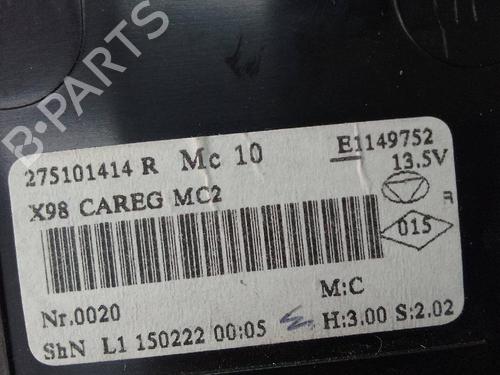 B-PARTS
275101414 R Mc 10 E1149752
13.5V
X98 CAREG MC2
R
015
Nr.0020
M:C
ShN L1 150222 00:05 H:3.00 S:2.02